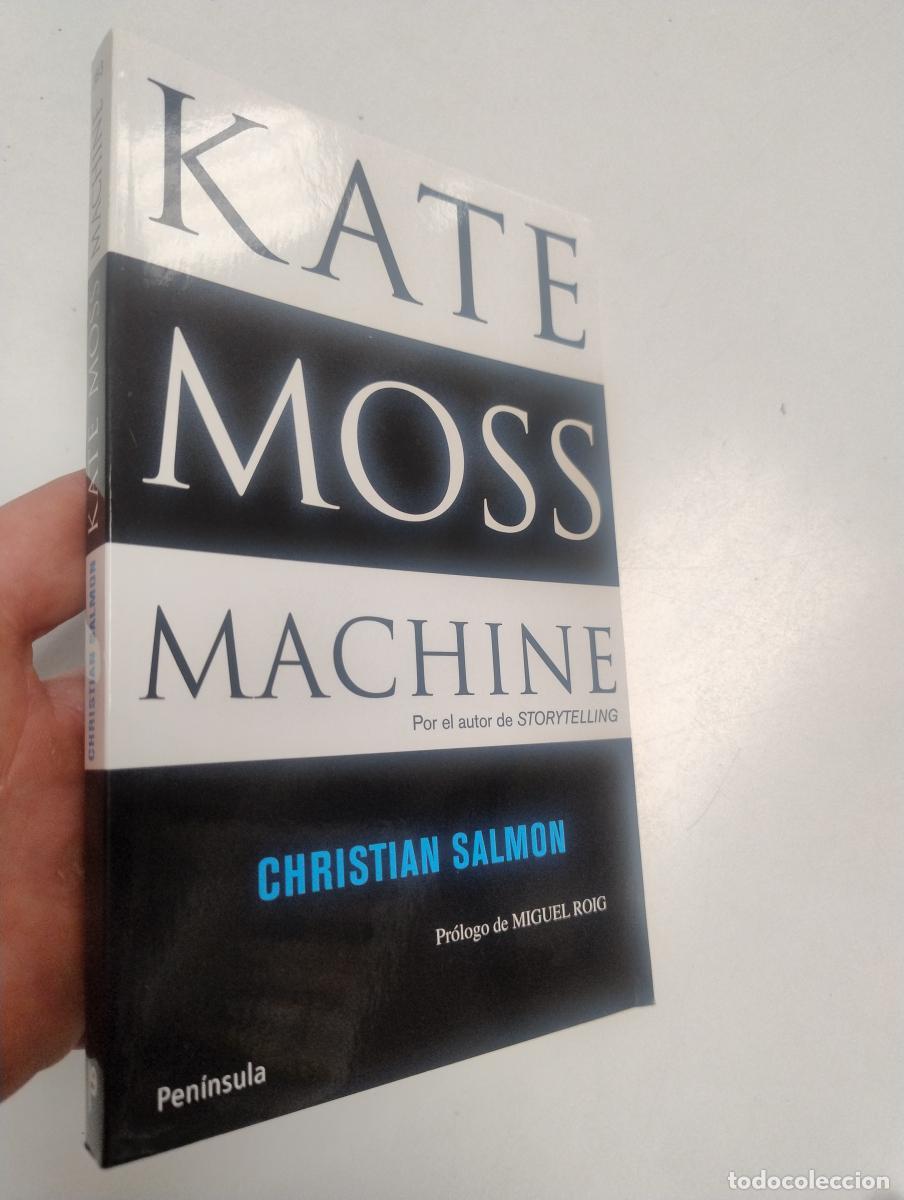 KATE
MOSS
MACHINE
Por el autor de STORYTELLING
CHRISTIAN SALMON
Prólogo de MIGUEL ROIG
Península
CHRISTIAN SALMON KATE MOSS MACHINE
todocoleccion